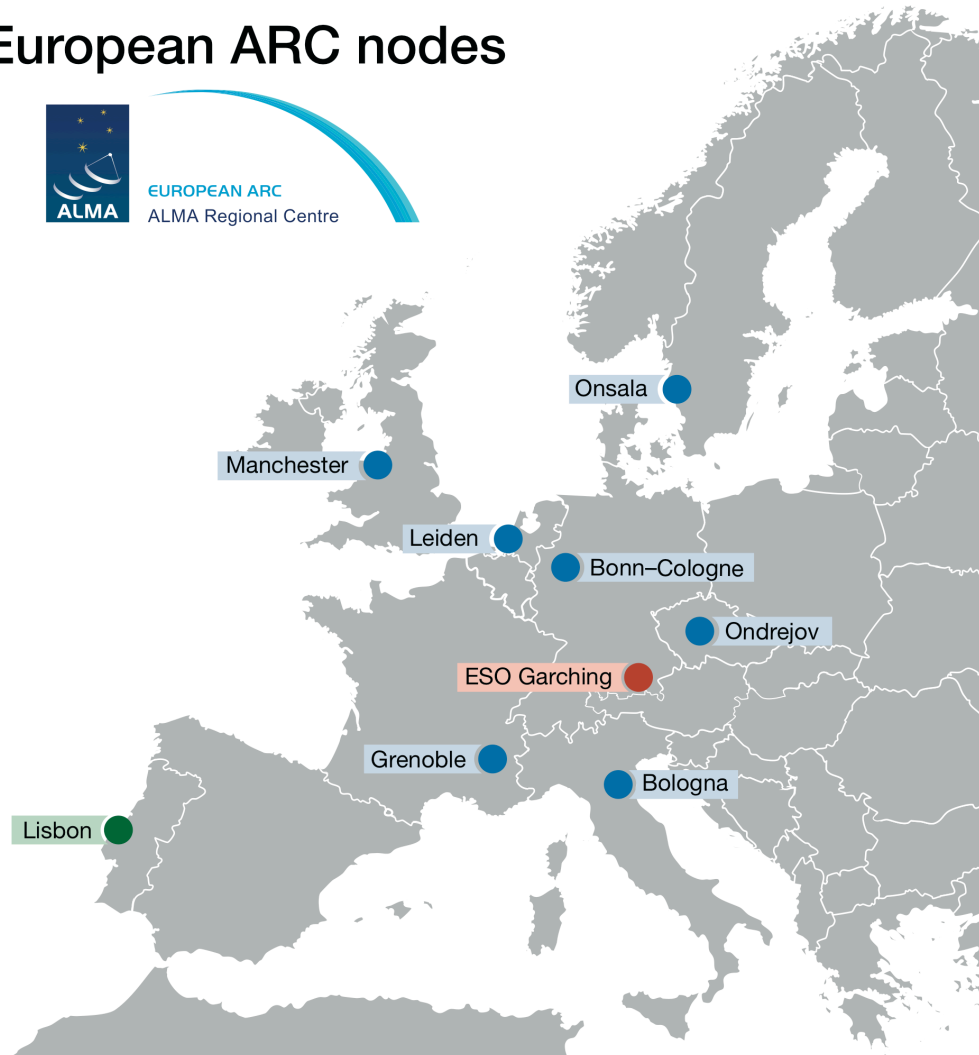 European ARC nodes
ALMA
EUROPEAN ARC
ALMA Regional Centre
Onsala
Manchester
Leiden
Bonn–Cologne
Ondrejov
ESO Garching
Grenoble
Bologna
Lisbon